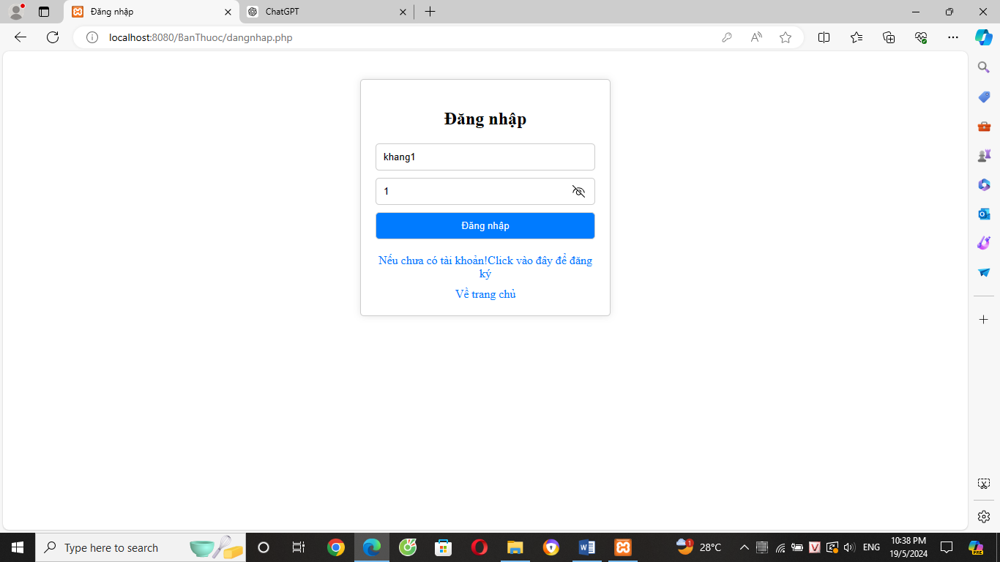 Đăng nhập
ChatGPT
localhost:8080/BanThuoc/dangnhap.php
Đăng nhập
khang1
1
Đăng nhập
Nếu chưa có tài khoản!Click vào đây để đăng
ký
Về trang chủ
Type here to search
1
28°C
V
ENG
10:38 PM
19/5/2024
PRE